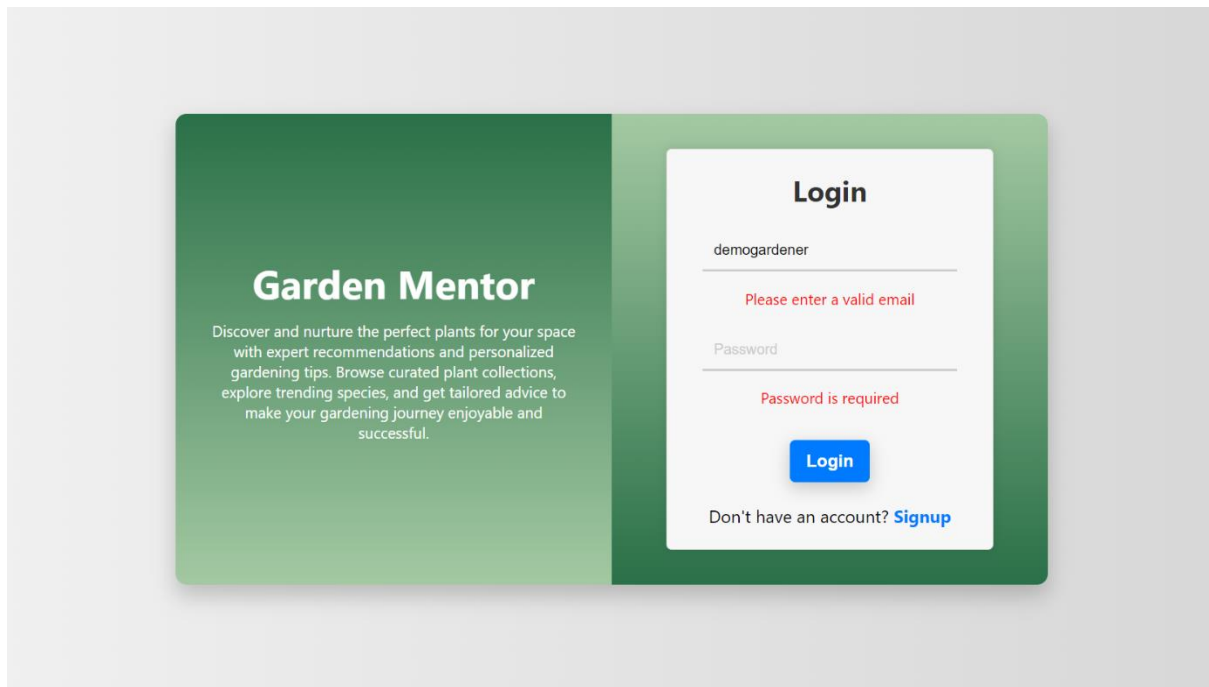 Garden Mentor
Discover and nurture the perfect plants for your space
with expert recommendations and personalized
gardening tips. Browse curated plant collections,
explore trending species, and get tailored advice to
make your gardening journey enjoyable and
successful.
Login
demogardener
Please enter a valid email
Password
Password is required
Login
Don't have an account? Signup